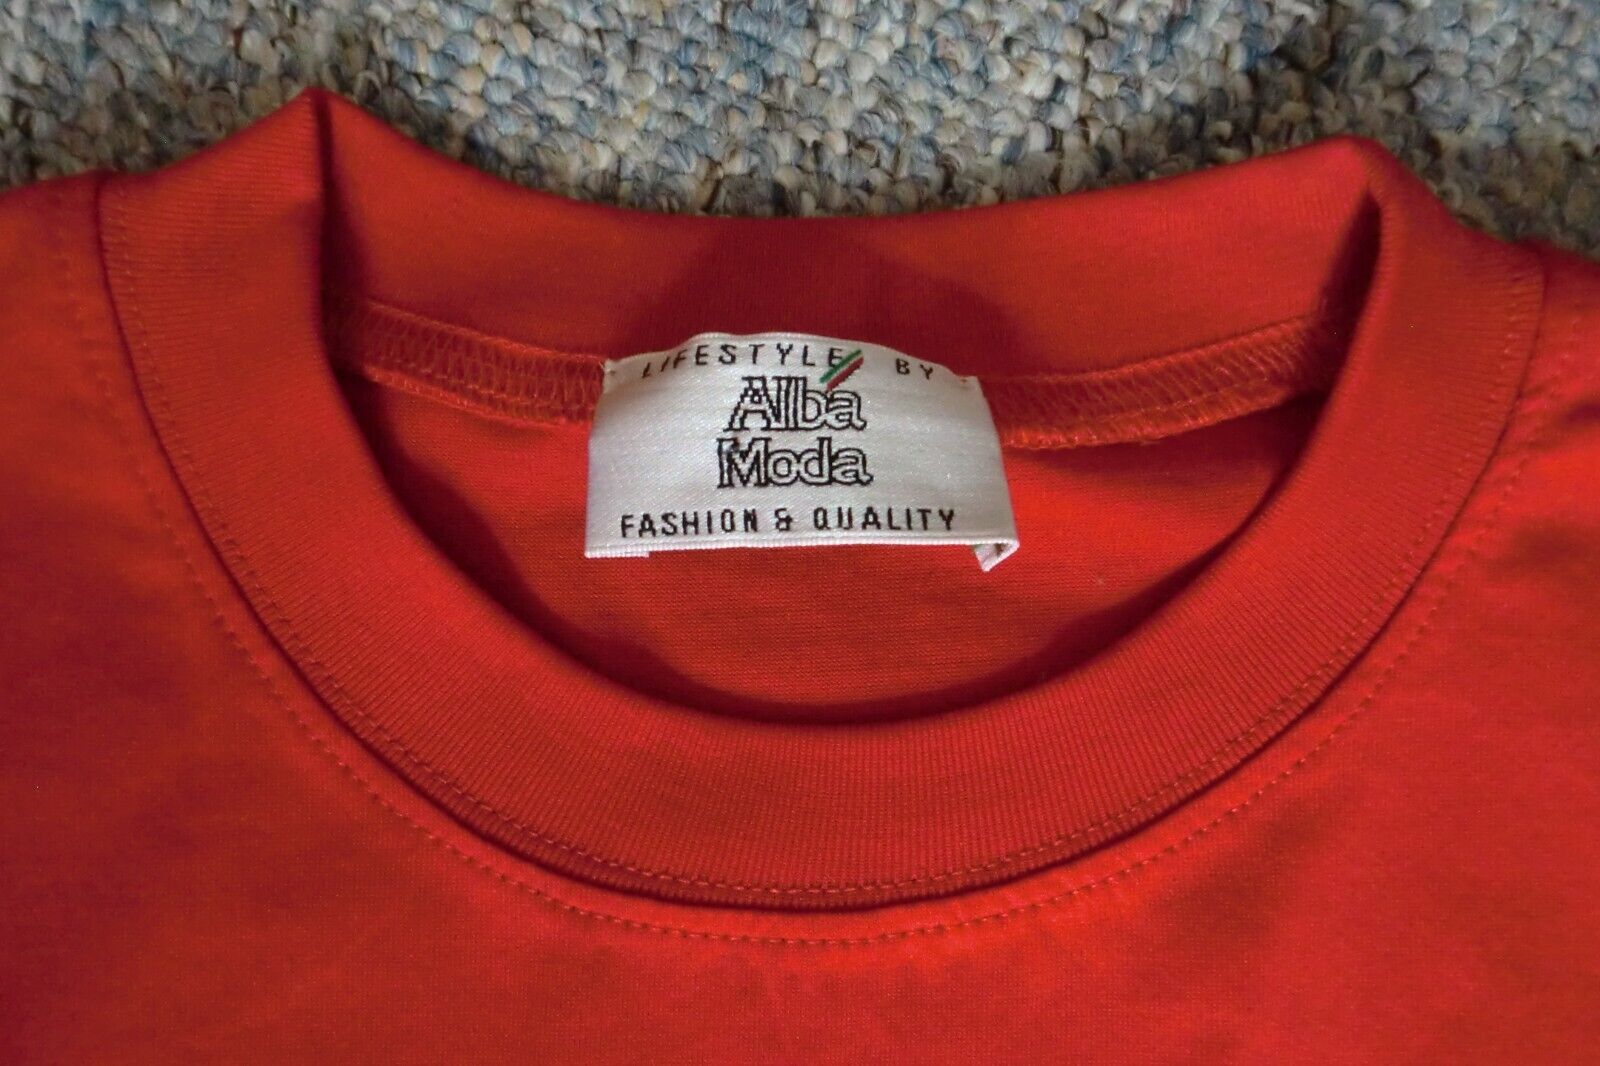 LIFESTYLE BY
Alba
Moda
FASHION & QUALITY